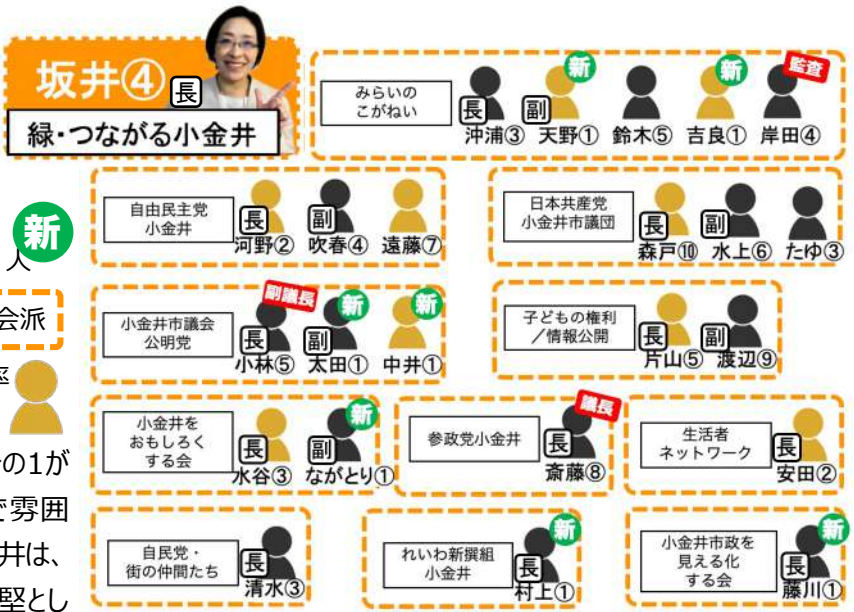 坂井④ 長
緑・つながる小金井
みらいの
こがねい
長 副 新 新 監査
沖浦③ 天野① 鈴木⑤ 吉良① 岸田④
自由民主党
小金井
長 副
河野② 吹春④ 遠藤⑦
日本共産党
小金井市議団
長 副
森戸⑩ 水上⑥ たゆ③
新
人
会派
率
小金井市議会
公明党
副議長 新 新
長 副
小林⑤ 太田① 中井①
子どもの権利
／情報公開
長 副
片山⑤ 渡辺⑨
小金井を
おもしろく
する会
新
長 副
水谷③ ながとり①
参政党小金井
議長
長
斎藤⑧
生活者
ネットワーク
長
安田②
の1が
で雰囲
井は、
堅とし
自民党・
街の仲間たち
長
清水③
れいわ新撰組
小金井
新
長
村上①
小金井市政を
見える化
する会
新
長
藤川①